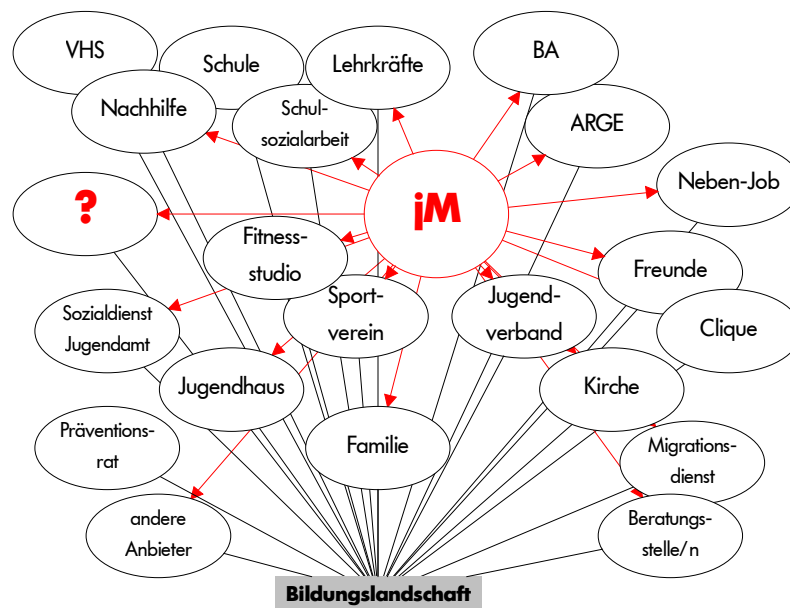 VHS
Schule
Lehrkräfte
BA
Nachhilfe
Schul-
sozialarbeit
ARGE
Neben-Job
?
jM
Fitness-
studio
Freunde
Sozialdienst
Jugendamt
Sport-
verein
Jugend-
verband
Clique
Jugendhaus
Kirche
Präventions-
rat
Familie
Migrations-
dienst
andere
Anbieter
Beratungs-
stelle/n
Bildungslandschaft